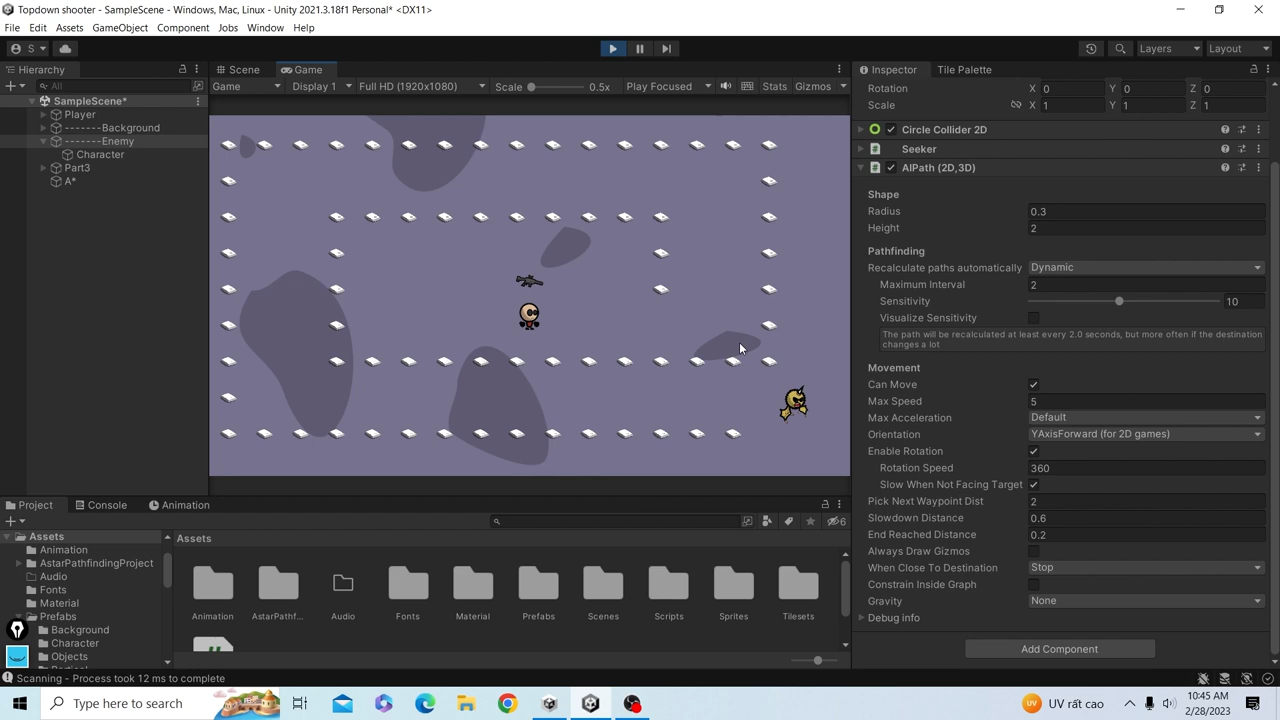 Topdown shooter - SampleScene - Windows, Mac, Linux - Unity 2021.3.18f1 Personal* <DX11>
File Edit Assets GameObject Component Jobs Window Help
S Layers Layout
Hierarchy
All
SampleScene*
Player
-------Background
-------Enemy
Character
Part3
A*
Scene Game
Game Display 1 Full HD (1920x1080) Scale 0.5x Play Focused Stats Gizmos
Inspector Tile Palette
Rotation X 0 Y 0 Z 0
Scale X 1 Y 1 Z 1
Circle Collider 2D
Seeker
AIPath (2D,3D)
Shape
Radius 0.3
Height 2
Pathfinding
Recalculate paths automatically Dynamic
Maximum Interval 2
Sensitivity 10
Visualize Sensitivity
The path will be recalculated at least every 2.0 seconds, but more often if the destination
changes a lot
Movement
Can Move
Max Speed 5
Max Acceleration Default
Orientation YAxisForward (for 2D games)
Enable Rotation
Rotation Speed 360
Slow When Not Facing Target
Pick Next Waypoint Dist 2
Slowdown Distance 0.6
End Reached Distance 0.2
Always Draw Gizmos
When Close To Destination Stop
Constrain Inside Graph
Gravity None
Debug info
Add Component
Project Console Animation
6
Assets
Animation
AstarPathfindingProject
Audio
Fonts
Material
Prefabs
Background
Character
Objects
Assets
Animation AstarPathf... Audio Fonts Material Prefabs Scenes Scripts Sprites Tilesets
Scanning - Process took 12 ms to complete
Type here to search
UV rất cao
10:45 AM
2/28/2023